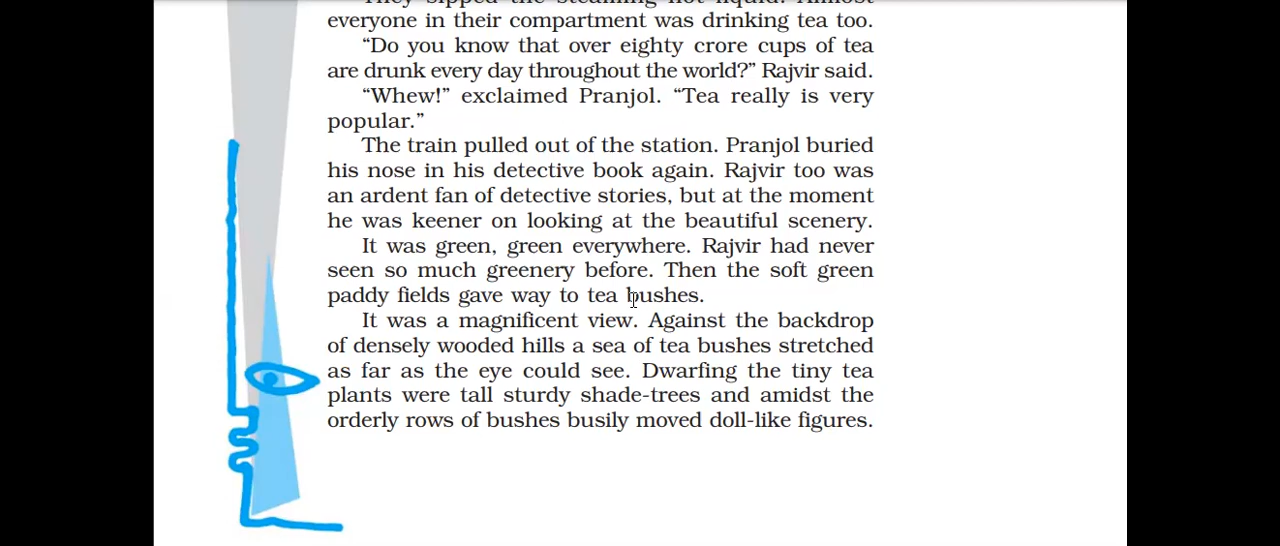 They sipped the steaming hot liquid. Almost
everyone in their compartment was drinking tea too.
“Do you know that over eighty crore cups of tea
are drunk every day throughout the world?” Rajvir said.
“Whew!” exclaimed Pranjol. “Tea really is very
popular.”
The train pulled out of the station. Pranjol buried
his nose in his detective book again. Rajvir too was
an ardent fan of detective stories, but at the moment
he was keener on looking at the beautiful scenery.
It was green, green everywhere. Rajvir had never
seen so much greenery before. Then the soft green
paddy fields gave way to tea bushes.
It was a magnificent view. Against the backdrop
of densely wooded hills a sea of tea bushes stretched
as far as the eye could see. Dwarfing the tiny tea
plants were tall sturdy shade-trees and amidst the
orderly rows of bushes busily moved doll-like figures.